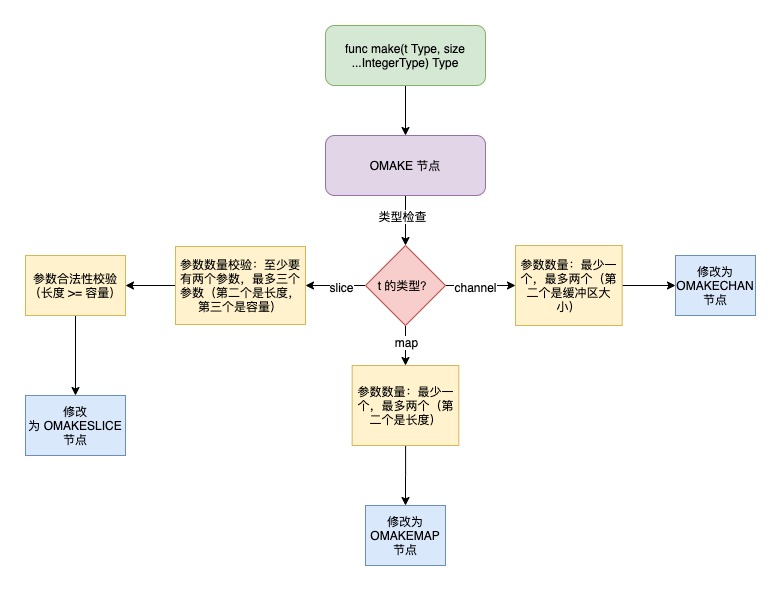 func make(t Type, size
...IntegerType) Type
OMAKE 节点
类型检查
t 的类型?
slice
channel
map
参数数量校验：至少要
有两个参数，最多三个
参数（第二个是长度，
第三个是容量）
参数合法性校验
（长度 >= 容量）
修改
为 OMAKESLICE
节点
参数数量：最少一
个，最多两个（第
二个是缓冲区大
小）
修改为
OMAKECHAN
节点
参数数量：最少一
个，最多两个（第
二个是长度）
修改为
OMAKEMAP
节点